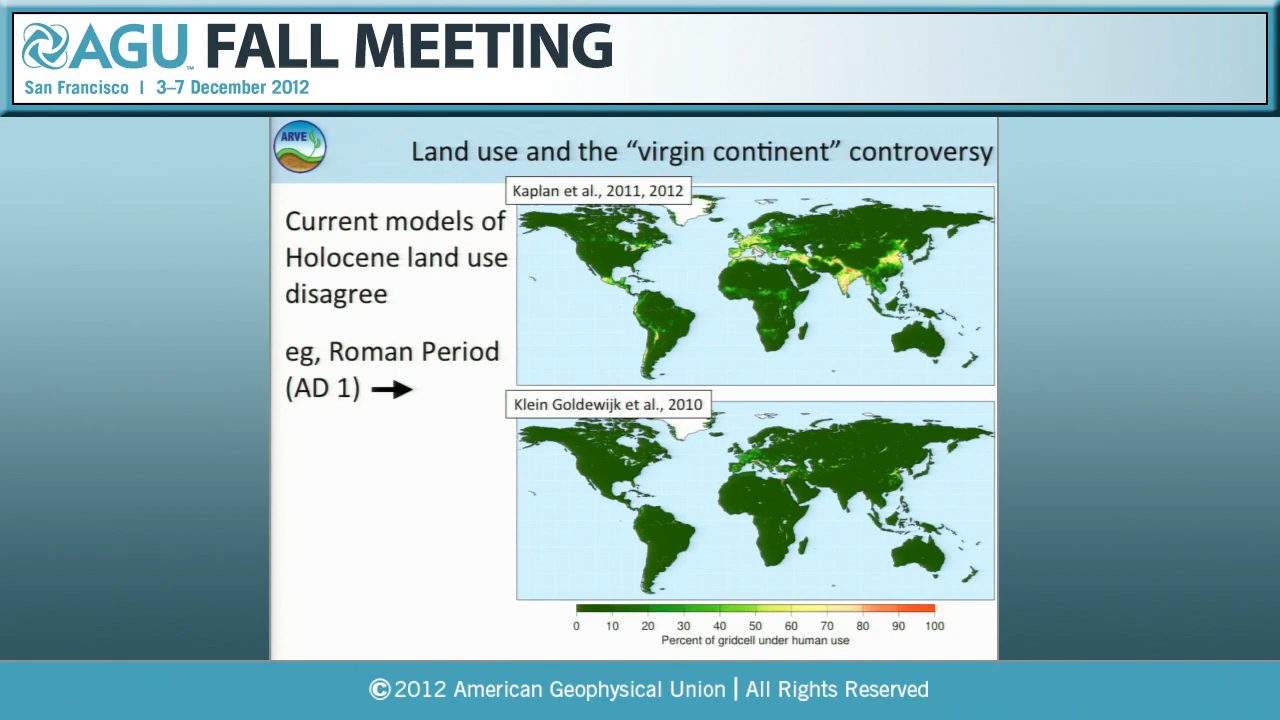 AGU™ FALL MEETING
San Francisco | 3–7 December 2012
ARVE
Land use and the “virgin continent” controversy
Kaplan et al., 2011, 2012
Current models of
Holocene land use
disagree
eg, Roman Period
(AD 1)
Klein Goldewijk et al., 2010
0 10 20 30 40 50 60 70 80 90 100
Percent of gridcell under human use
©2012 American Geophysical Union | All Rights Reserved